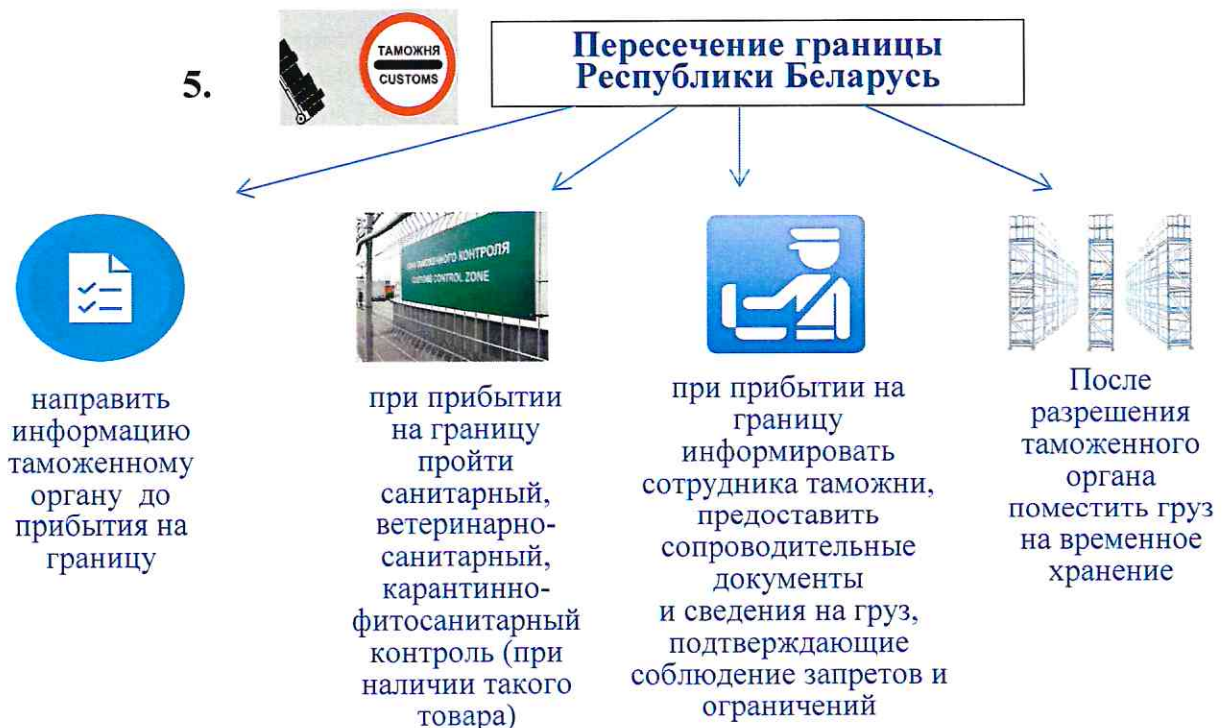 5.
ТАМОЖНЯ
CUSTOMS
Пересечение границы
Республики Беларусь
направить
информацию
таможенному
органу до
прибытия на
границу
ТАМОЖЕННОГО КОНТРОЛЯ
CUSTOMS CONTROL ZONE
при прибытии
на границу
пройти
санитарный,
ветеринарно-
санитарный,
карантинно-
фитосанитарный
контроль (при
наличии такого
товара)
при прибытии на
границу
информировать
сотрудника таможни,
предоставить
сопроводительные
документы
и сведения на груз,
подтверждающие
соблюдение запретов и
ограничений
После
разрешения
таможенного
органа
поместить груз
на временное
хранение